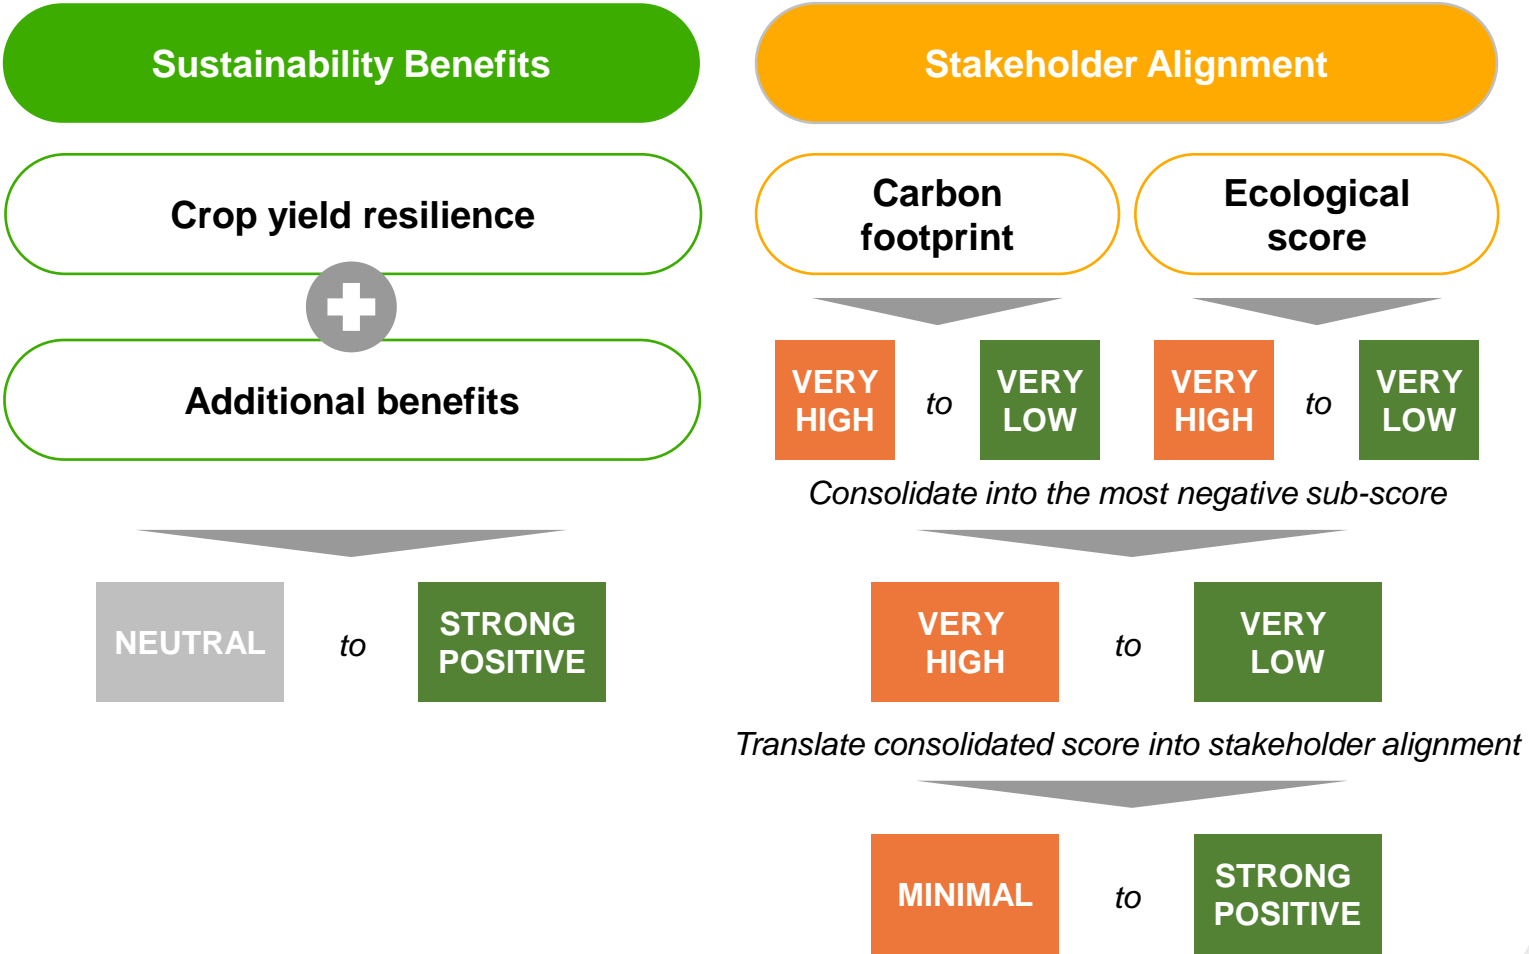 Sustainability Benefits
Crop yield resilience
Additional benefits
NEUTRAL
to
STRONG
POSITIVE
Stakeholder Alignment
Carbon
footprint
Ecological
score
VERY
HIGH
to
VERY
LOW
VERY
HIGH
to
VERY
LOW
Consolidate into the most negative sub-score
VERY
HIGH
to
VERY
LOW
Translate consolidated score into stakeholder alignment
MINIMAL
to
STRONG
POSITIVE